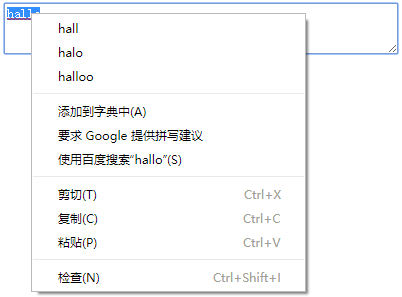 hallo
hall
halo
halloo
添加到字典中(A)
要求 Google 提供拼写建议
使用百度搜索“hallo”(S)
剪切(T) Ctrl+X
复制(C) Ctrl+C
粘贴(P) Ctrl+V
检查(N) Ctrl+Shift+I